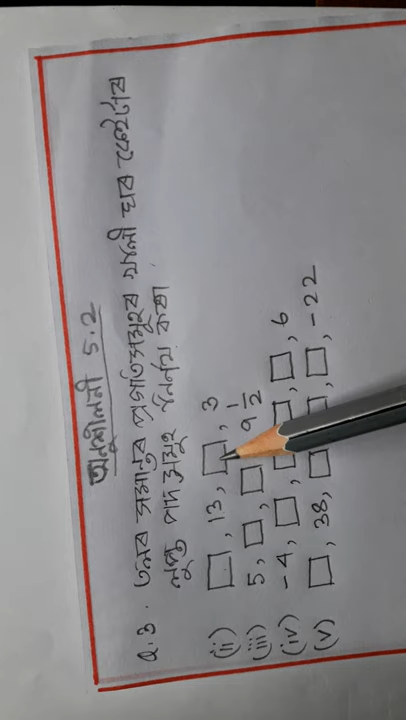 অনুশীলনী 5.2
Q.3. তলৰ সমান্তৰ প্ৰগতিসমূহৰ খালী ঘৰ কেইটাৰ
লুপ্ত পদসমূহ নিৰ্ণয় কৰা .
(ii) □, 13, □, 3
(iii) 5, □, □ 9 1/2
(iv) -4, □, □ □, □, 6
(v) □, 38, □ □, □, -22